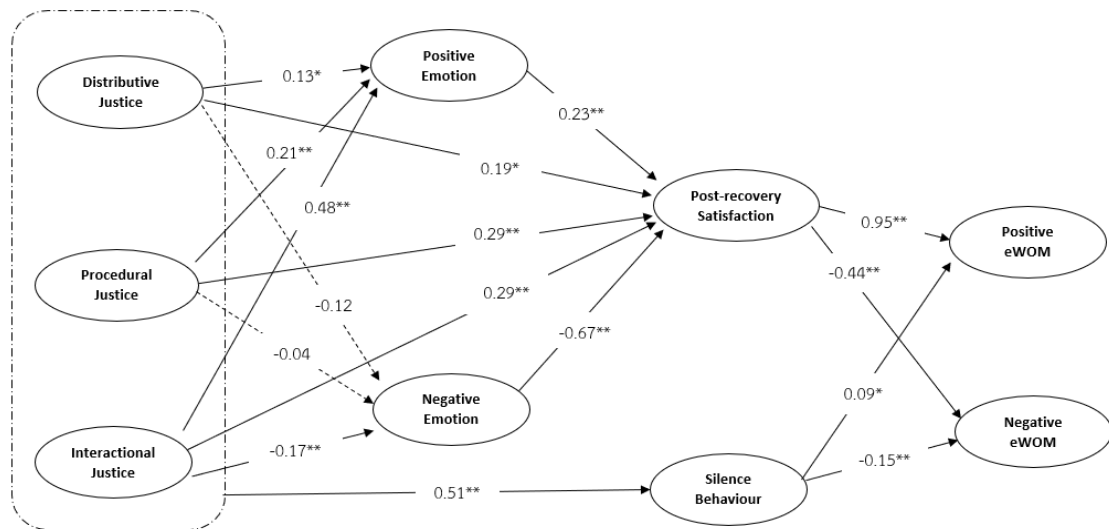 Positive
Emotion
Distributive
Justice
0.13*
0.23**
0.21**
0.19*
0.48**
Post-recovery
Satisfaction
0.95**
Positive
eWOM
Procedural
Justice
0.29**
-0.44**
0.29**
-0.12
-0.67**
-0.04
Negative
Emotion
0.09*
Negative
eWOM
Interactional
Justice
-0.17**
-0.15**
Silence
Behaviour
0.51**